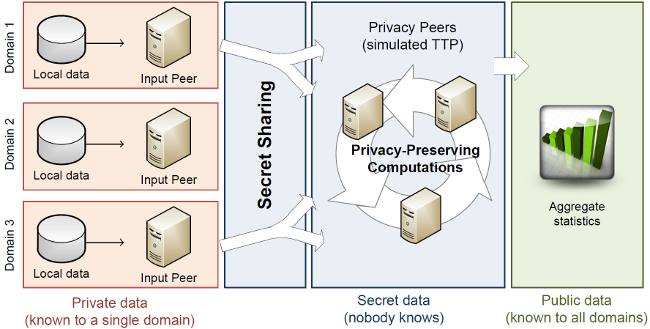 Domain 1
Local data
Input Peer
Domain 2
Local data
Input Peer
Domain 3
Local data
Input Peer
Private data
(known to a single domain)
Secret Sharing
Privacy Peers
(simulated TTP)
Privacy-Preserving
Computations
Secret data
(nobody knows)
Aggregate
statistics
Public data
(known to all domains)